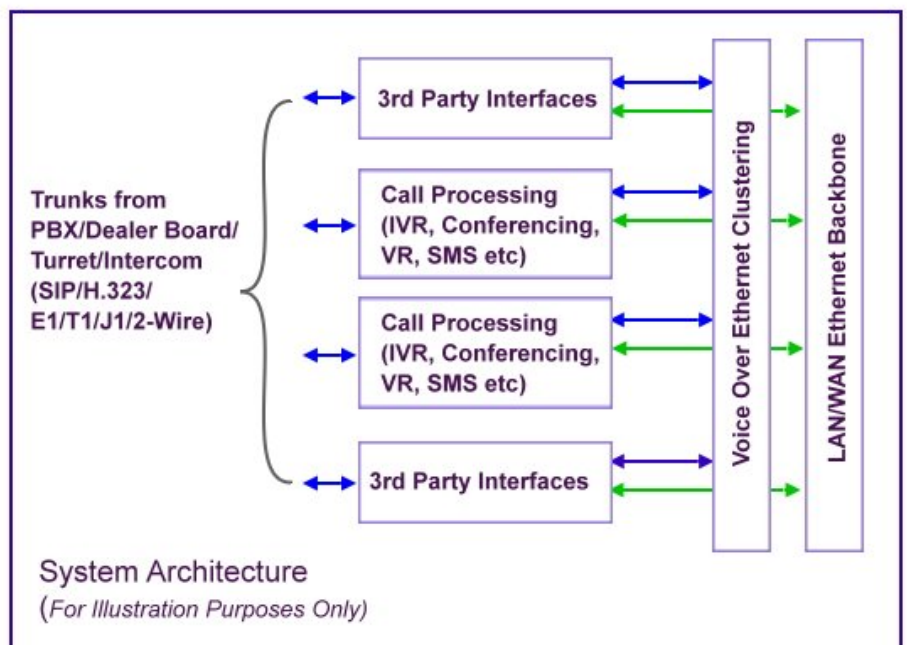 Trunks from
PBX/Dealer Board/
Turret/Intercom
(SIP/H.323/
E1/T1/J1/2-Wire)
3rd Party Interfaces
Call Processing
(IVR, Conferencing,
VR, SMS etc)
Call Processing
(IVR, Conferencing,
VR, SMS etc)
3rd Party Interfaces
Voice Over Ethernet Clustering
LAN/WAN Ethernet Backbone
System Architecture
(For Illustration Purposes Only)